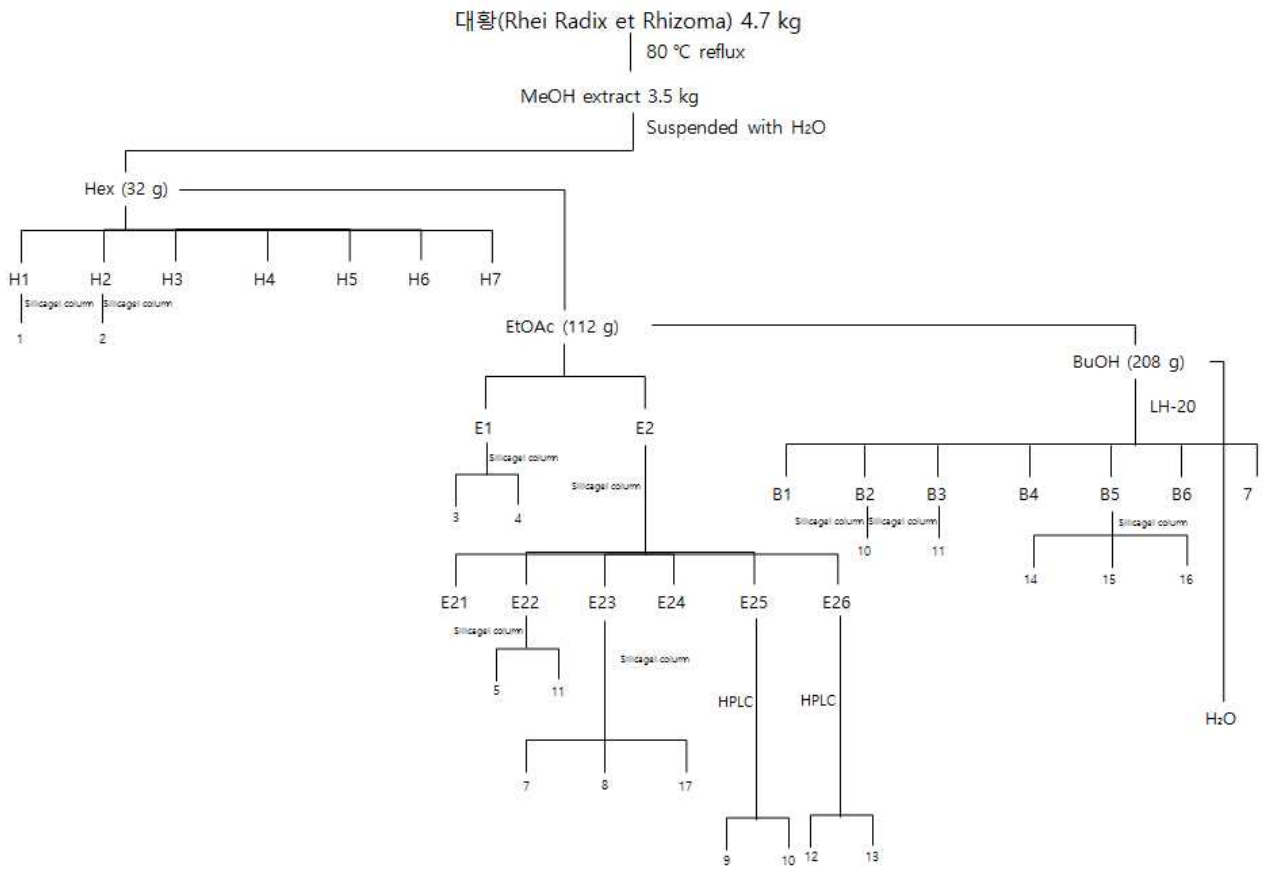 대황(Rhei Radix et Rhizoma) 4.7 kg
80 ℃ reflux
MeOH extract 3.5 kg
Suspended with H₂O
Hex (32 g)
H1 H2 H3 H4 H5 H6 H7
Silicagel column Silicagel column
1 2
EtOAc (112 g)
BuOH (208 g)
LH-20
E1 E2
Silicagel column
Silicagel column
3 4
B1 B2 B3 B4 B5 B6 7
Silicagel column Silicagel column Silicagel column
10 11
14 15 16
E21 E22 E23 E24 E25 E26
Silicagel column
Silicagel column
5 11
HPLC HPLC
H₂O
7 8 17
9 10 12 13